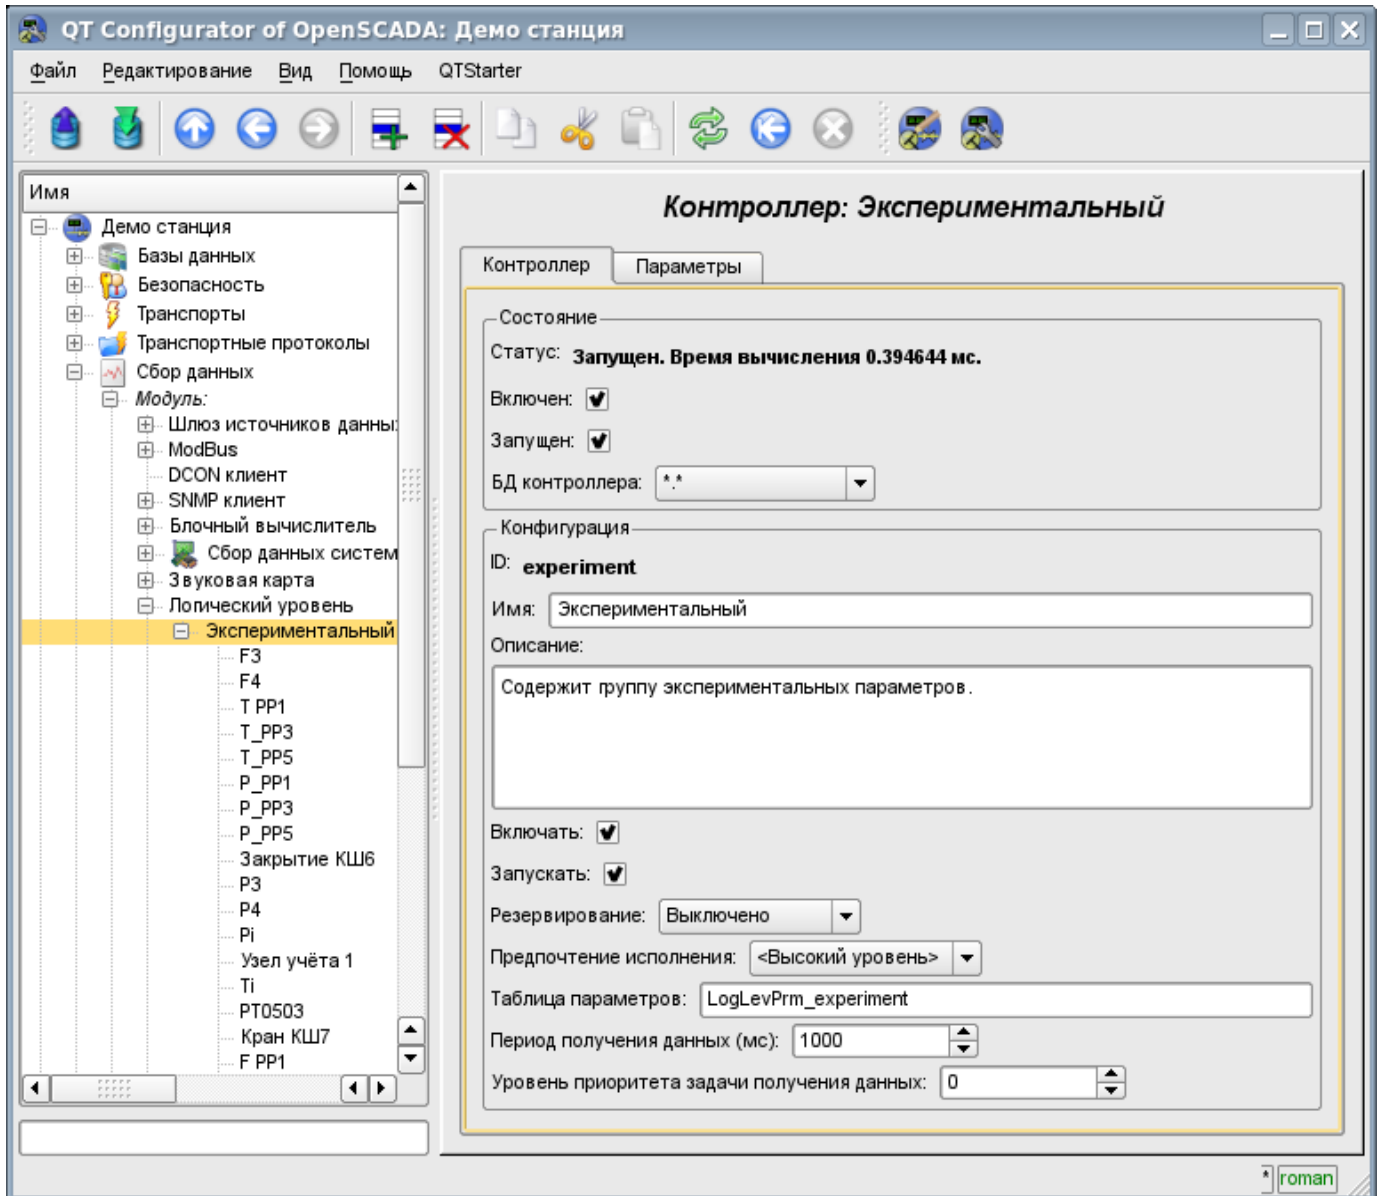 QT Configurator of OpenSCADA: Демо станция
Файл Редактирование Вид Помощь QTStarter
Имя
Демо станция
Базы данных
Безопасность
Транспорты
Транспортные протоколы
Сбор данных
Модуль:
Шлюз источников данны
ModBus
DCON клиент
SNMP клиент
Блочный вычислитель
Сбор данных систем
Звуковая карта
Логический уровень
Экспериментальный
F3
F4
T PP1
T_PP3
T_PP5
P_PP1
P_PP3
P_PP5
Закрытие КШ6
P3
P4
Pi
Узел учёта 1
Ti
PT0503
Кран КШ7
F PP1
Контроллер: Экспериментальный
Контроллер Параметры
Состояние
Статус: Запущен. Время вычисления 0.394644 мс.
Включен:
Запущен:
БД контроллера: *.*
Конфигурация
ID: experiment
Имя: Экспериментальный
Описание:
Содержит группу экспериментальных параметров.
Включать:
Запускать:
Резервирование: Выключено
Предпочтение исполнения: <Высокий уровень>
Таблица параметров: LogLevPrm_experiment
Период получения данных (мс): 1000
Уровень приоритета задачи получения данных: 0
* roman